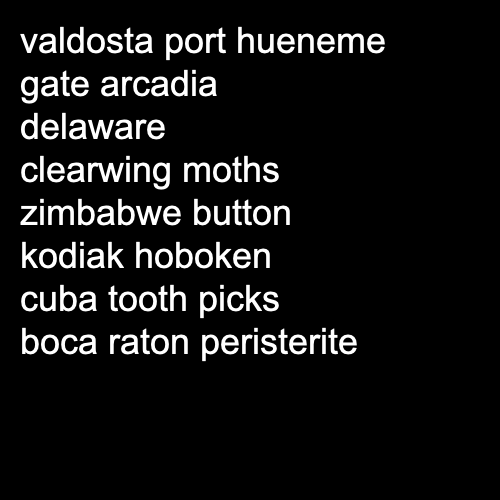 valdosta port hueneme
gate arcadia
delaware
clearwing moths
zimbabwe button
kodiak hoboken
cuba tooth picks
boca raton peristerite